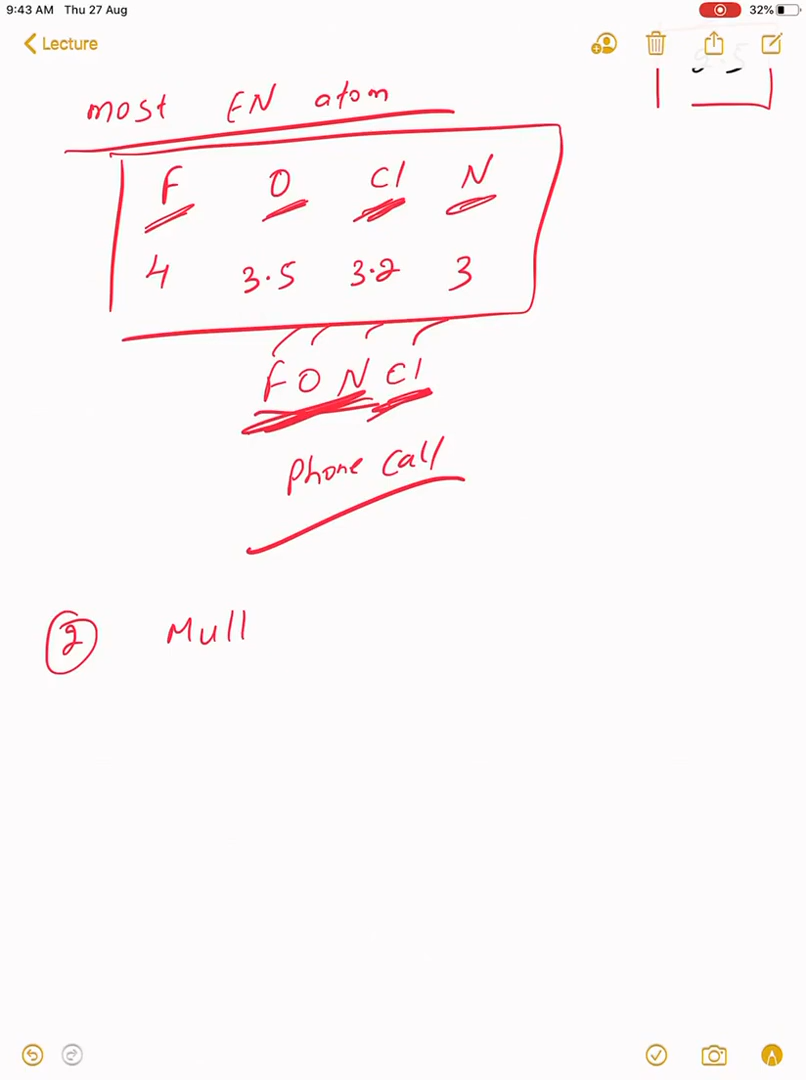 9:43 AM Thu 27 Aug 32%
Lecture
most EN atom
F O Cl N
4 3.5 3.2 3
F O N Cl
Phone Call
2 Mull